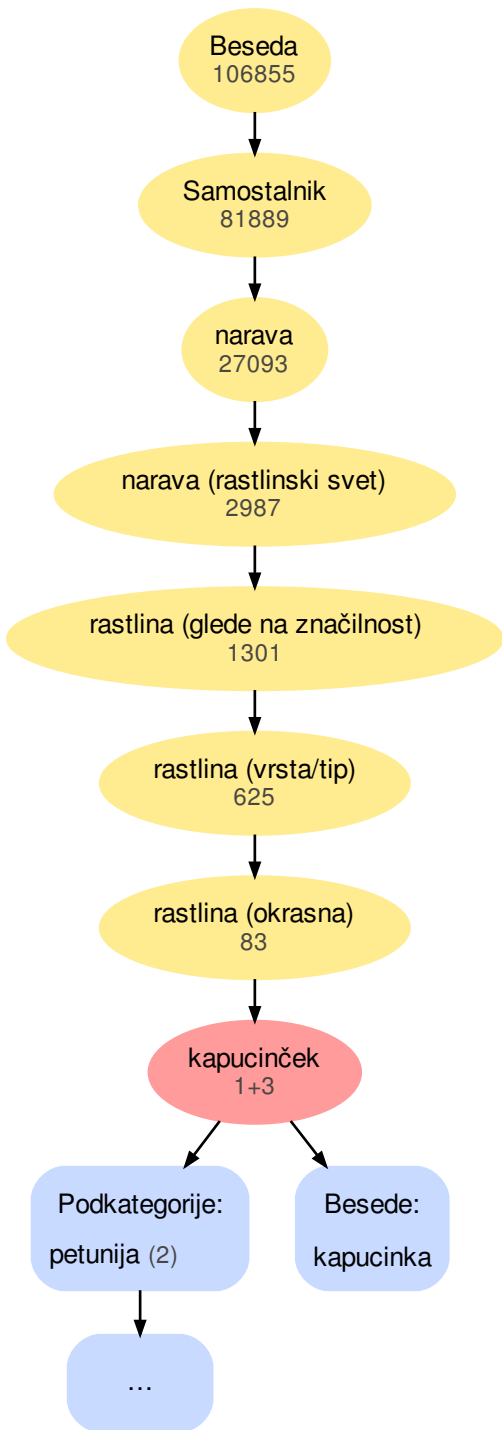 Beseda
106855
Samostalnik
81889
narava
27093
narava (rastlinski svet)
2987
rastlina (glede na značilnost)
1301
rastlina (vrsta/tip)
625
rastlina (okrasna)
83
kapucinček
1+3
Podkategorije:
petunija (2)
Besede:
kapucinka
…